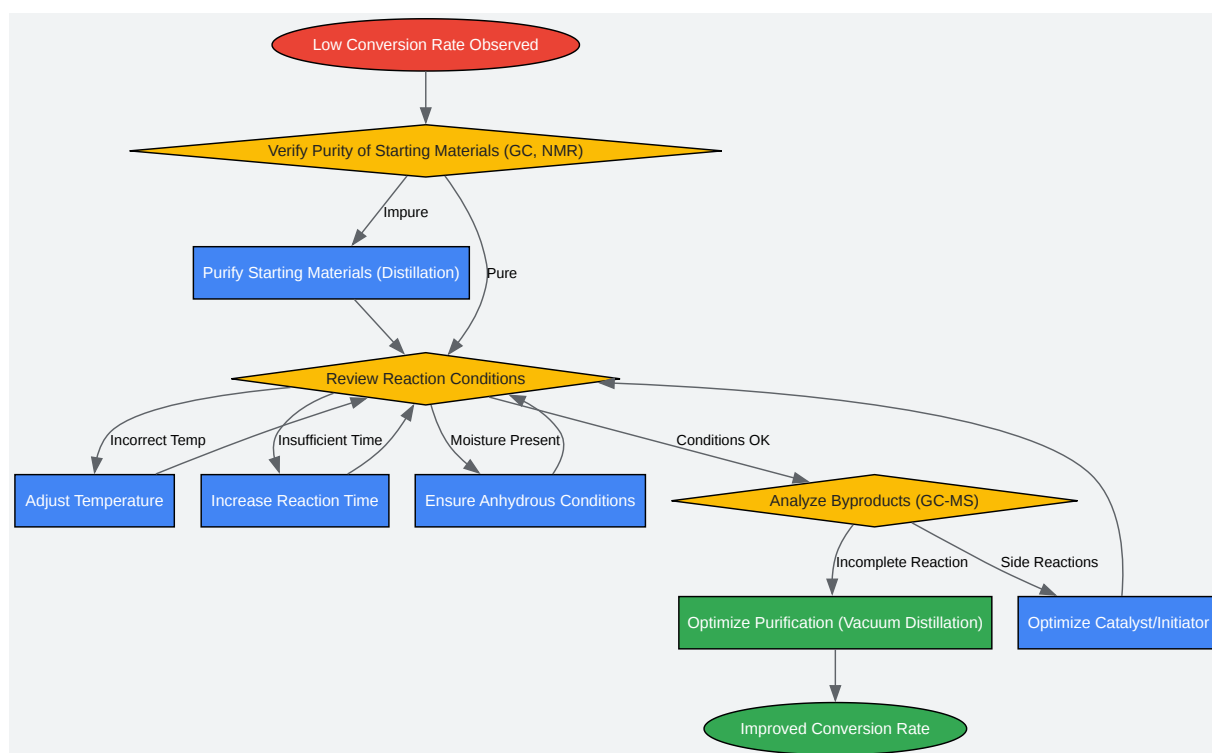 Low Conversion Rate Observed
Verify Purity of Starting Materials (GC, NMR)
Impure
Purify Starting Materials (Distillation)
Pure
Review Reaction Conditions
Incorrect Temp
Insufficient Time
Moisture Present
Conditions OK
Adjust Temperature
Increase Reaction Time
Ensure Anhydrous Conditions
Analyze Byproducts (GC-MS)
Incomplete Reaction
Side Reactions
Optimize Purification (Vacuum Distillation)
Optimize Catalyst/Initiator
Improved Conversion Rate